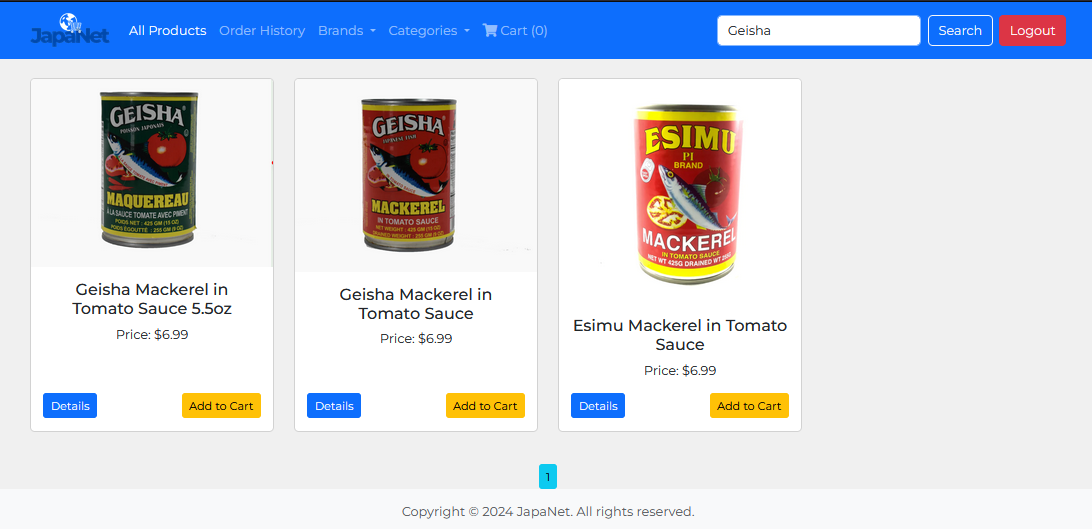 JapaNet
All Products
Order History
Brands
Categories
Cart (0)
Geisha
Search
Logout
GEISHA
POISSON JAPONAIS
MAQUEREAU
À LA SAUCE TOMATE AVEC PIMENT
POIDS NET : 425 GM (15 OZ)
POIDS ÉGOUTTÉ : 255 GM (9 OZ)
Geisha Mackerel in
Tomato Sauce 5.5oz
Price: $6.99
Details
Add to Cart
GEISHA
JAPANESE FISH
MACKEREL
IN TOMATO SAUCE
NET WEIGHT : 425 GM (15 OZ)
DRAINED WEIGHT : 255 GM (9 OZ)
Geisha Mackerel in
Tomato Sauce
Price: $6.99
Details
Add to Cart
ESIMU
PI
BRAND
MACKEREL
IN TOMATO SAUCE
NET WT 425G DRAINED WT
Esimu Mackerel in Tomato
Sauce
Price: $6.99
Details
Add to Cart
1
Copyright © 2024 JapaNet. All rights reserved.